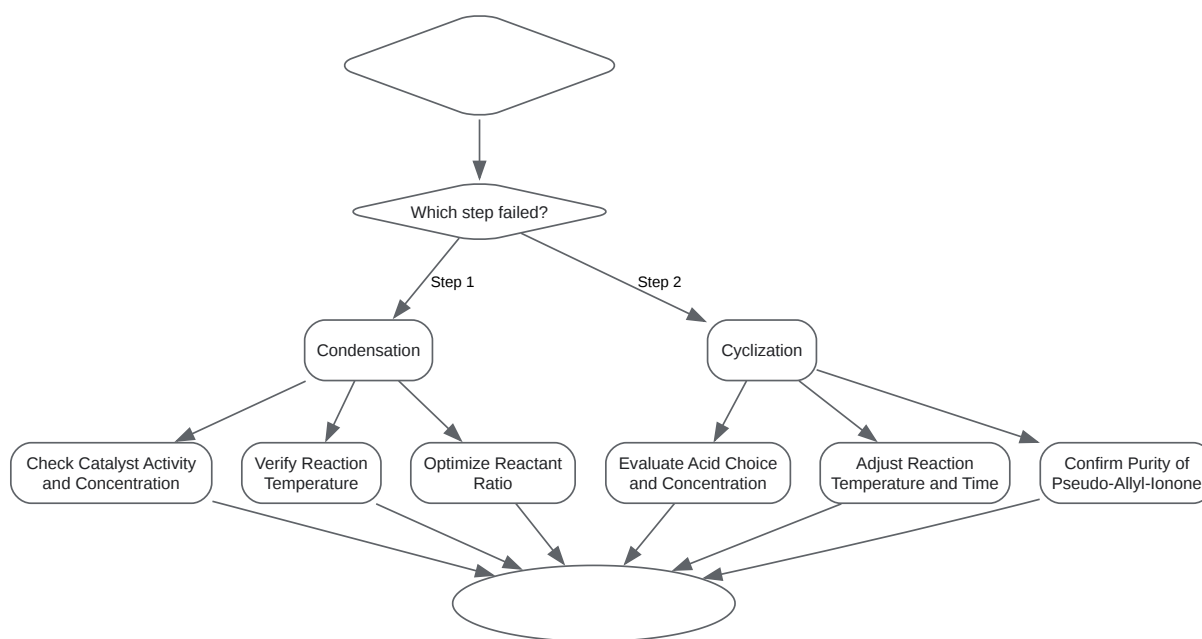 Which step failed?
Step 1
Step 2
Condensation
Cyclization
Check Catalyst Activity
and Concentration
Verify Reaction
Temperature
Optimize Reactant
Ratio
Evaluate Acid Choice
and Concentration
Adjust Reaction
Temperature and Time
Confirm Purity of
Pseudo-Allyl-Ionone